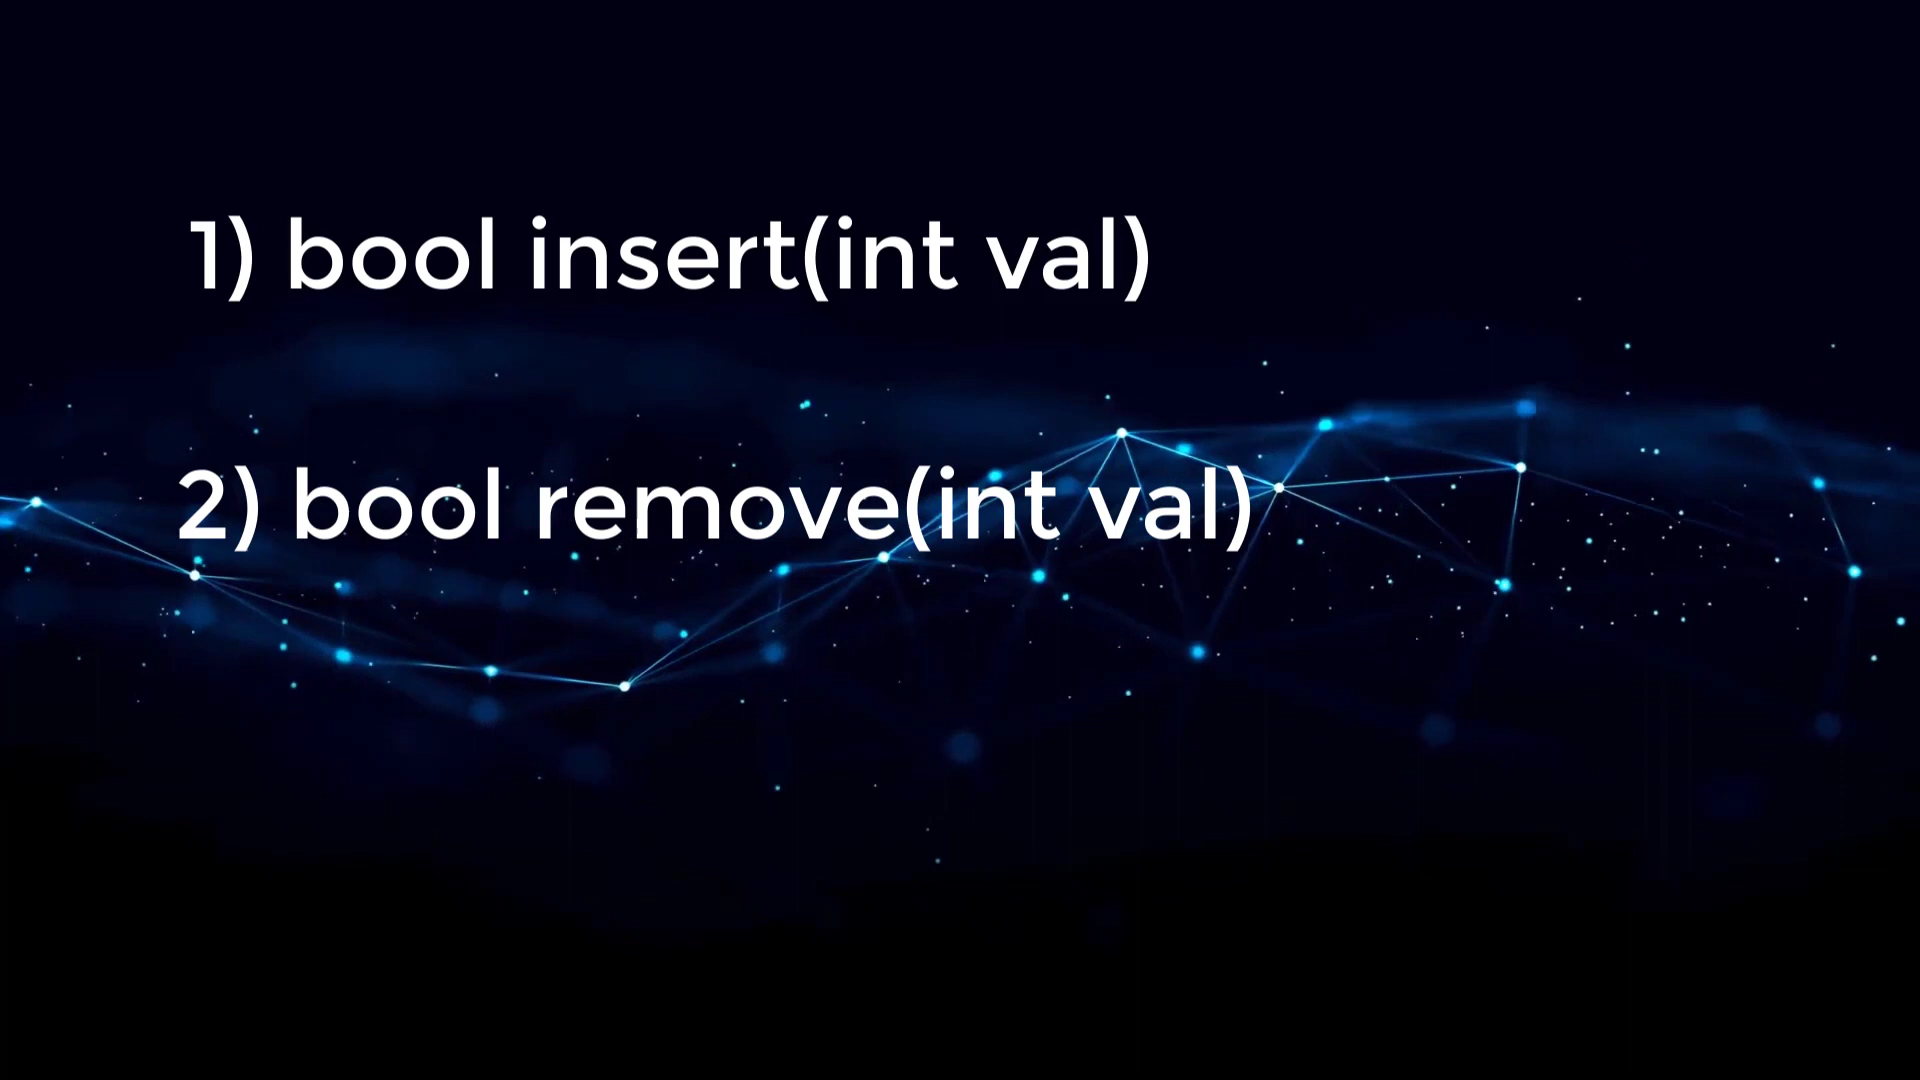 1) bool insert(int val)
2) bool remove(int val)